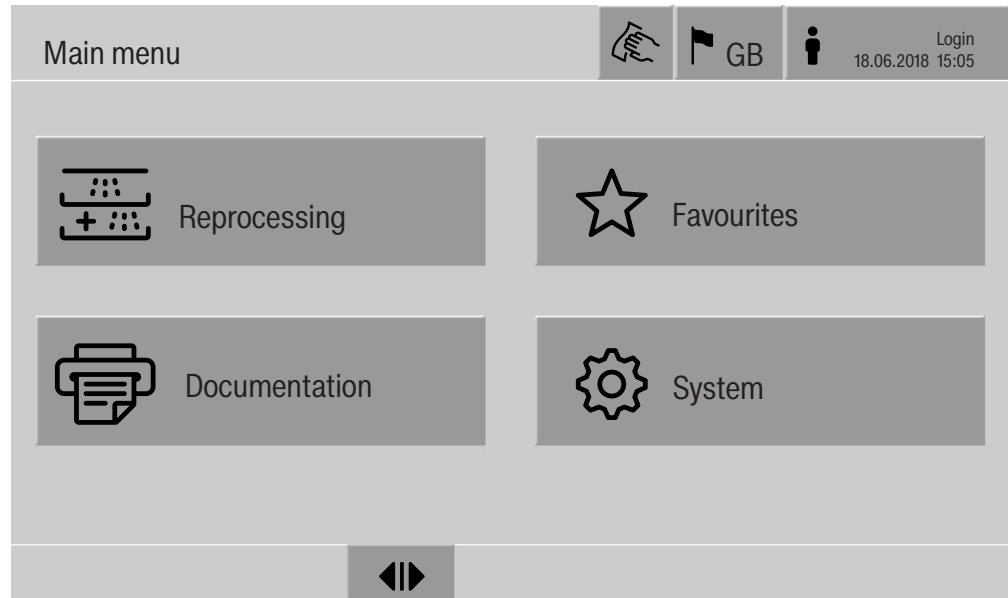 Main menu
GB
Login
18.06.2018 15:05
Reprocessing
Favourites
Documentation
System